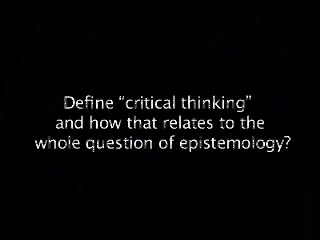 Define “critical thinking”
and how that relates to the
whole question of epistemology?